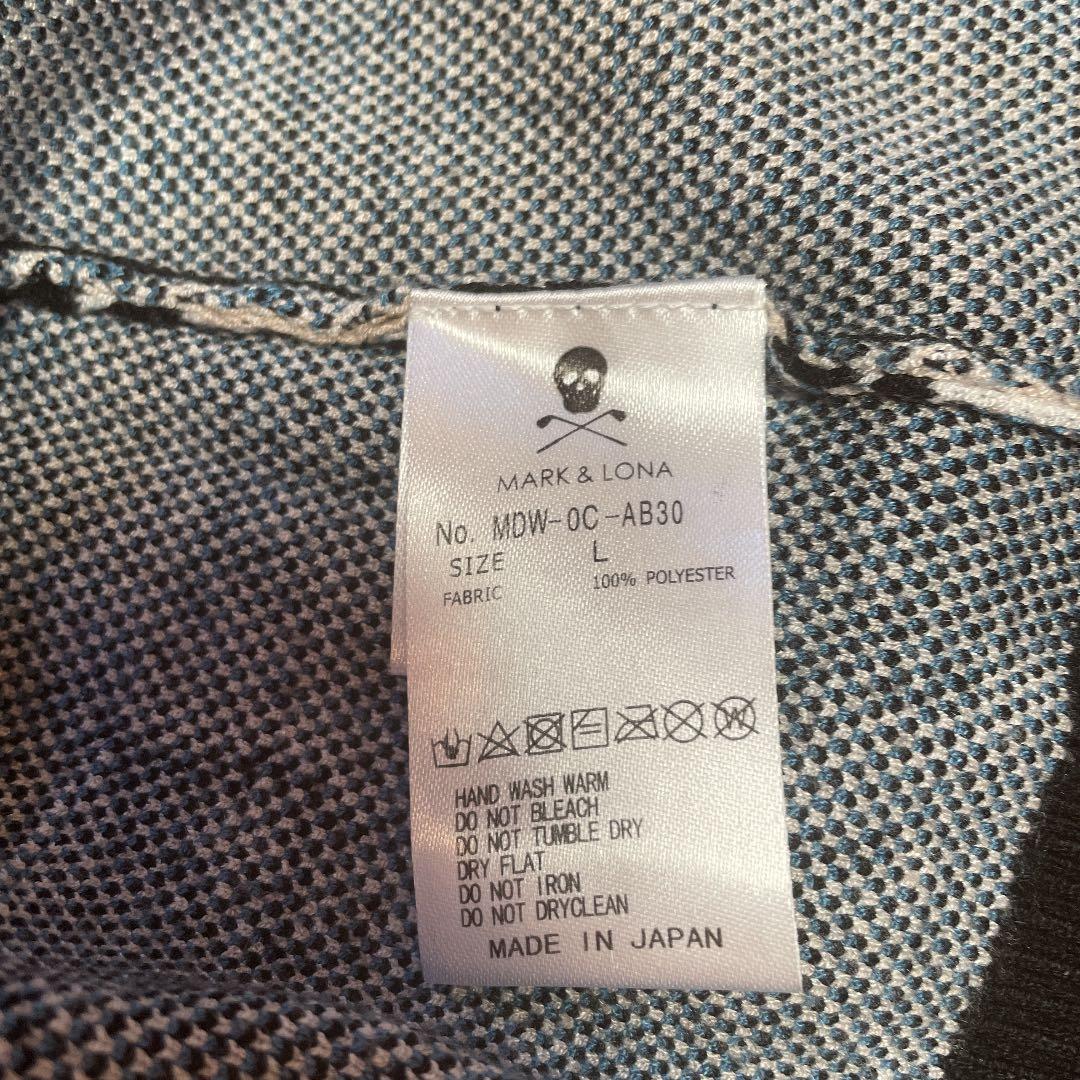 MARK & LONA
No. MDW-0C-AB30
SIZE L
FABRIC 100% POLYESTER
W
HAND WASH WARM
DO NOT BLEACH
DO NOT TUMBLE DRY
DRY FLAT
DO NOT IRON
DO NOT DRYCLEAN
MADE IN JAPAN